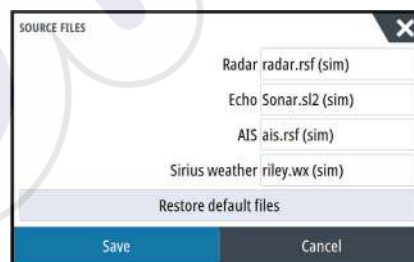 SOURCE FILES
Radar radar.rsf (sim)
Echo Sonar.sl2 (sim)
AIS ais.rsf (sim)
Sirius weather riley.wx (sim)
Restore default files
Save Cancel